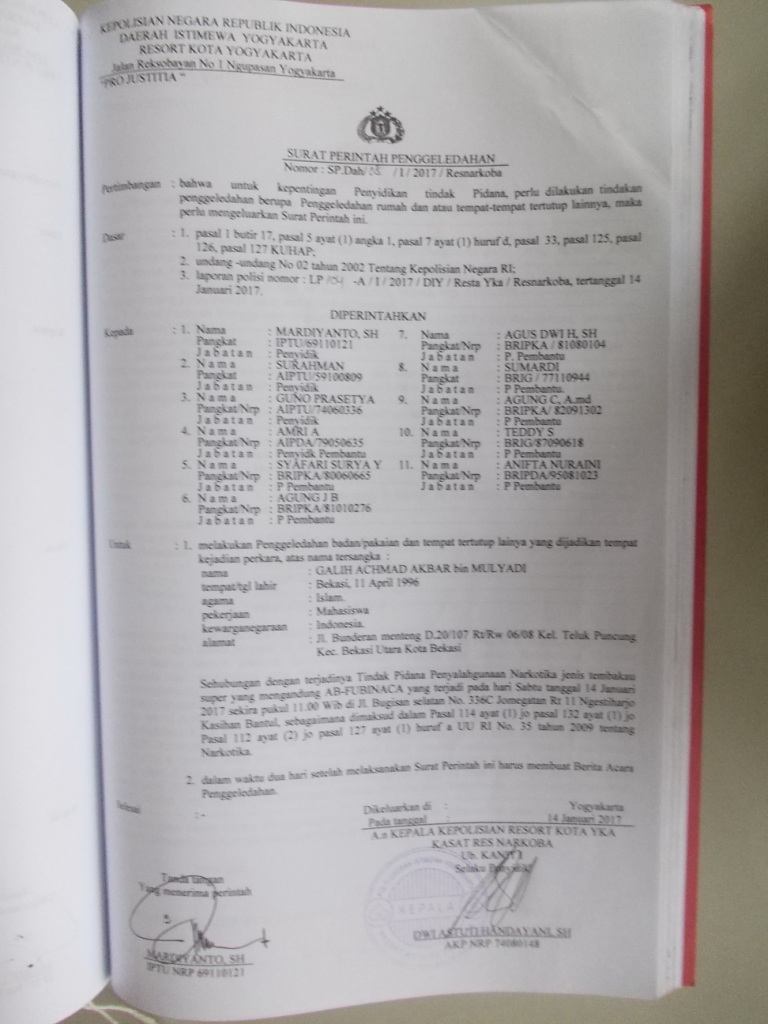 KEPOLISIAN NEGARA REPUBLIK INDONESIA
DAERAH ISTIMEWA YOGYAKARTA
RESORT KOTA YOGYAKARTA
Jalan Reksobayan No 1 Ngupasan Yogyakarta
"PRO JUSTITIA "
SURAT PERINTAH PENGGELEDAHAN
Nomor : SP.Dah/ /I/2017/Resnarkoba
Pertimbangan : bahwa untuk kepentingan Penyidikan tindak Pidana, perlu dilakukan tindakan
penggeledahan berupa Penggeledahan rumah dan atau tempat-tempat tertutup lainnya, maka
perlu mengeluarkan Surat Perintah ini.
Dasar : 1. pasal 1 butir 17, pasal 5 ayat (1) angka 1, pasal 7 ayat (1) huruf d, pasal 33, pasal 125, pasal
126, pasal 127 KUHAP;
2. undang -undang No 02 tahun 2002 Tentang Kepolisian Negara RI;
3. laporan polisi nomor : LP / -A / I / 2017 / DIY / Resta Yka / Resnarkoba, tertanggal 14
Januari 2017.
DIPERINTAHKAN
Kepada : 1. Nama : MARDIYANTO, SH
Pangkat : IPTU/69110121
Jabatan : Penyidik
2. Nama : SURAHMAN
Pangkat : AIPTU/59100809
Jabatan : Penyidik
3. Nama : GUNO PRASETYA
Pangkat/Nrp : AIPTU/74060336
Jabatan : Penyidik
4. Nama : AMRI A
Pangkat/Nrp : AIPDA/79050635
Jabatan : Penyidk Pembantu
5. Nama : SYAFARI SURYA Y
Pangkat/Nrp : BRIPKA/80060665
Jabatan : P Pembantu
6. Nama : AGUNG J B
Pangkat/Nrp : BRIPKA/81010276
Jabatan : P Pembantu
7. Nama : AGUS DWI H, SH
Pangkat/Nrp : BRIPKA / 81080104
Jabatan : P. Pembantu
8. Nama : SUMARDI
Pangkat : BRIG / 77110944
Jabatan : P Pembantu.
9. Nama : AGUNG C, A.md
Pangkat/Nrp : BRIPKA/ 82091302
Jabatan : P Pembantu
10. Nama : TEDDY S
Pangkat/Nrp : BRIG/87090618
Jabatan : P Pembantu
11. Nama : ANIFTA NURAINI
Pangkat/Nrp : BRIPDA/95081023
Jabatan : P Pembantu
Untuk : 1. melakukan Penggeledahan badan/pakaian dan tempat tertutup lainya yang dijadikan tempat
kejadian perkara, atas nama tersangka :
nama : GALIH ACHMAD AKBAR bin MULYADI
tempat/tgl lahir : Bekasi, 11 April 1996
agama : Islam.
pekerjaan : Mahasiswa
kewarganegaraan : Indonesia.
alamat : Jl. Bunderan menteng D.20/107 Rt/Rw 06/08 Kel. Teluk Puncung
Kec. Bekasi Utara Kota Bekasi
Sehubungan dengan terjadinya Tindak Pidana Penyalahgunaan Narkotika jenis tembakau
super yang mengandung AB-FUBINACA yang terjadi pada hari Sabtu tanggal 14 Januari
2017 sekira pukul 11.00 Wib di Jl. Bugisan selatan No. 336C Jomegatan Rt 11 Ngestiharjo
Kasihan Bantul, sebagaimana dimaksud dalam Pasal 114 ayat (1) jo pasal 132 ayat (1) jo
Pasal 112 ayat (2) jo pasal 127 ayat (1) huruf a UU RI No. 35 tahun 2009 tentang
Narkotika.
2. dalam waktu dua hari setelah melaksanakan Surat Perintah ini harus membuat Berita Acara
Penggeledahan.
Selesai : -
Dikeluarkan di : Yogyakarta
Pada tanggal : 14 Januari 2017
A.n KEPALA KEPOLISIAN RESORT KOTA YKA
KASAT RES NARKOBA
Ub. KANIT I
Selaku Penyidik
KEPALA
DWI ASTUTI HANDAYANI, SH
AKP NRP 74080148
Tanda tangan
Yang menerima perintah
MARDIYANTO, SH
IPTU NRP 69110121